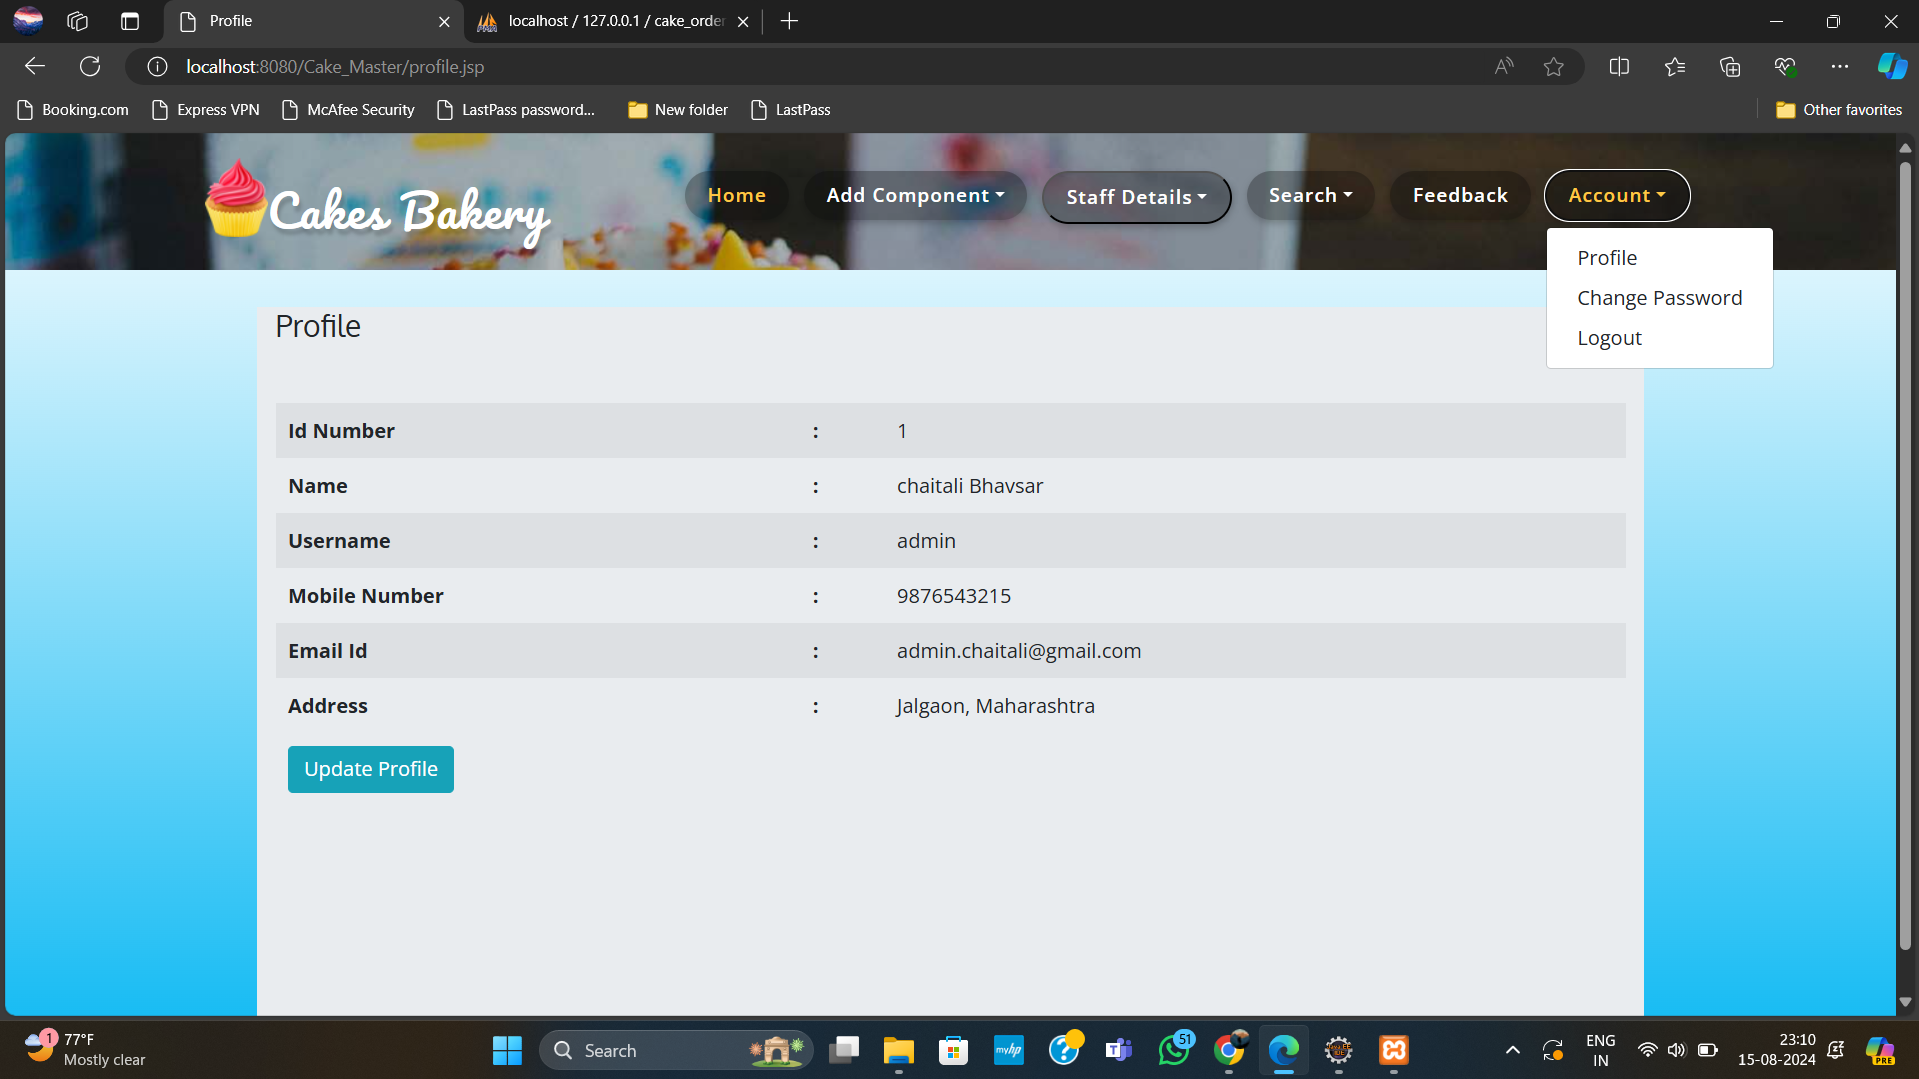 Profile
localhost / 127.0.0.1 / cake_order
localhost:8080/Cake_Master/profile.jsp
Booking.com
Express VPN
McAfee Security
LastPass password...
New folder
LastPass
Other favorites
Cakes Bakery
Home
Add Component
Staff Details
Search
Feedback
Account
Profile
Change Password
Logout
Profile
Id Number : 1
Name : chaitali Bhavsar
Username : admin
Mobile Number : 9876543215
Email Id : admin.chaitali@gmail.com
Address : Jalgaon, Maharashtra
Update Profile
1
77°F
Mostly clear
Search
myhp
51
ENG
IN
23:10
15-08-2024
PRE